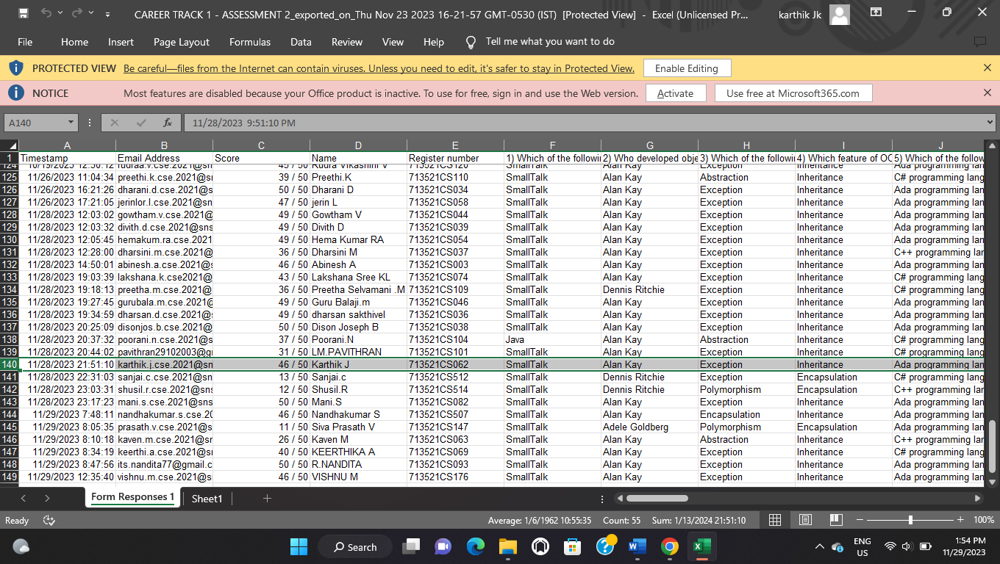 CAREER TRACK 1 - ASSESSMENT 2_exported_on_Thu Nov 23 2023 16-21-57 GMT-0530 (IST) [Protected View] - Excel (Unlicensed Pr... karthik Jk
File Home Insert Page Layout Formulas Data Review View Help Tell me what you want to do
PROTECTED VIEW Be careful—files from the Internet can contain viruses. Unless you need to edit, it's safer to stay in Protected View. Enable Editing
NOTICE Most features are disabled because your Office product is inactive. To use for free, sign in and use the Web version. Activate Use free at Microsoft365.com
A140 fx 11/28/2023 9:51:10 PM
A B C D E F G H I J
1 Timestamp Email Address Score Name Register number 1) Which of the followin 2) Who developed obje 3) Which of the followin 4) Which feature of OO 5) Which of the follow
124 10/19/2023 12:50:12 rudraa.v.cse.2021@sn 45 / 50 Rudra Vikashini V 713521CS120 SmallTalk Alan Kay Exception Inheritance Ada programming lan
125 11/26/2023 11:04:34 preethi.k.cse.2021@sn 39 / 50 Preethi.K 713521CS110 SmallTalk Alan Kay Abstraction Inheritance C# programming lang
126 11/26/2023 16:21:26 dharani.d.cse.2021@s 50 / 50 Dharani D 713521CS034 SmallTalk Alan Kay Exception Inheritance Ada programming lan
127 11/26/2023 17:21:05 jerinlor.l.cse.2021@sn 47 / 50 jerin L 713521CS058 SmallTalk Alan Kay Exception Inheritance Ada programming lan
128 11/28/2023 12:03:02 gowtham.v.cse.2021@ 49 / 50 Gowtham V 713521CS044 SmallTalk Alan Kay Exception Inheritance Ada programming lan
129 11/28/2023 12:03:32 divith.d.cse.2021@sns 49 / 50 Divith D 713521CS039 SmallTalk Alan Kay Exception Inheritance Ada programming lan
130 11/28/2023 12:05:45 hemakum.ra.cse.2021 49 / 50 Hema Kumar RA 713521CS054 SmallTalk Alan Kay Exception Inheritance Ada programming lan
131 11/28/2023 12:28:00 dharsini.m.cse.2021@ 36 / 50 Dharsini M 713521CS037 SmallTalk Alan Kay Exception Inheritance C++ programming lan
132 11/28/2023 14:50:01 abinesh.a.cse.2021@s 46 / 50 Abinesh A 713521CS003 SmallTalk Alan Kay Exception Inheritance Ada programming lan
133 11/28/2023 19:03:39 lakshana.k.cse2021@ 43 / 50 Lakshana Sree KL 713521CS074 SmallTalk Alan Kay Exception Inheritance C# programming lang
134 11/28/2023 19:18:13 preetha.m.cse.2021@ 36 / 50 Preetha Selvamani .M 713521CS109 SmallTalk Dennis Ritchie Exception Inheritance C# programming lang
135 11/28/2023 19:27:45 gurubala.m.cse.2021@ 49 / 50 Guru Balaji.m 713521CS046 SmallTalk Alan Kay Exception Inheritance Ada programming lan
136 11/28/2023 19:34:59 dharsan.d.cse.2021@s 49 / 50 dharsan sakthivel 713521CS036 SmallTalk Alan Kay Exception Inheritance Ada programming lan
137 11/28/2023 20:25:09 disonjos.b.cse.2021@ 50 / 50 Dison Joseph B 713521CS038 SmallTalk Alan Kay Exception Inheritance Ada programming lan
138 11/28/2023 20:37:32 poorani.n.cse.2021@s 37 / 50 Poorani.N 713521CS104 Java Alan Kay Abstraction Inheritance C# programming lang
139 11/28/2023 20:44:02 pavithran29102003@g 31 / 50 LM.PAVITHRAN 713521CS101 SmallTalk Alan Kay Exception Inheritance C# programming lang
140 11/28/2023 21:51:10 karthik.j.cse.2021@sn 46 / 50 Karthik J 713521CS062 SmallTalk Alan Kay Exception Inheritance Ada programming lan
141 11/28/2023 22:31:03 sanjai.c.cse.2021@sn 13 / 50 Sanjai.c 713521CS512 SmallTalk Dennis Ritchie Exception Encapsulation C# programming lang
142 11/28/2023 23:03:31 shusil.r.cse.2021@sns 12 / 50 Shusil.R 713521CS514 SmallTalk Dennis Ritchie Polymorphism Encapsulation C++ programming lan
143 11/28/2023 23:17:23 mani.s.cse.2021@sns 50 / 50 Mani.S 713521CS082 SmallTalk Alan Kay Exception Inheritance Ada programming lan
144 11/29/2023 7:48:11 nandhakumar.s.cse.20 46 / 50 Nandhakumar S 713521CS507 SmallTalk Alan Kay Encapsulation Inheritance Ada programming lan
145 11/29/2023 8:05:35 prasath.v.cse.2021@s 11 / 50 Siva Prasath V 713521CS147 SmallTalk Adele Goldberg Polymorphism Encapsulation Ada programming lan
146 11/29/2023 8:10:18 kaven.m.cse.2021@sn 26 / 50 Kaven M 713521CS063 SmallTalk Alan Kay Abstraction Inheritance C++ programming lan
147 11/29/2023 8:34:19 keerthi.a.cse.2021@sn 40 / 50 KEERTHIKA A 713521CS069 SmallTalk Alan Kay Exception Inheritance C# programming lang
148 11/29/2023 8:47:56 its.nandita77@gmail.c 50 / 50 R.NANDITA 713521CS093 SmallTalk Alan Kay Exception Inheritance Ada programming lan
149 11/29/2023 12:35:40 vishnu.m.cse.2021@s 46 / 50 VISHNU M 713521CS176 SmallTalk Alan Kay Exception Inheritance Ada programming lan
Form Responses 1 Sheet1
Ready Average: 1/6/1962 10:55:35 Count: 55 Sum: 1/13/2024 21:51:10 100%
Search ENG US 1:54 PM 11/29/2023